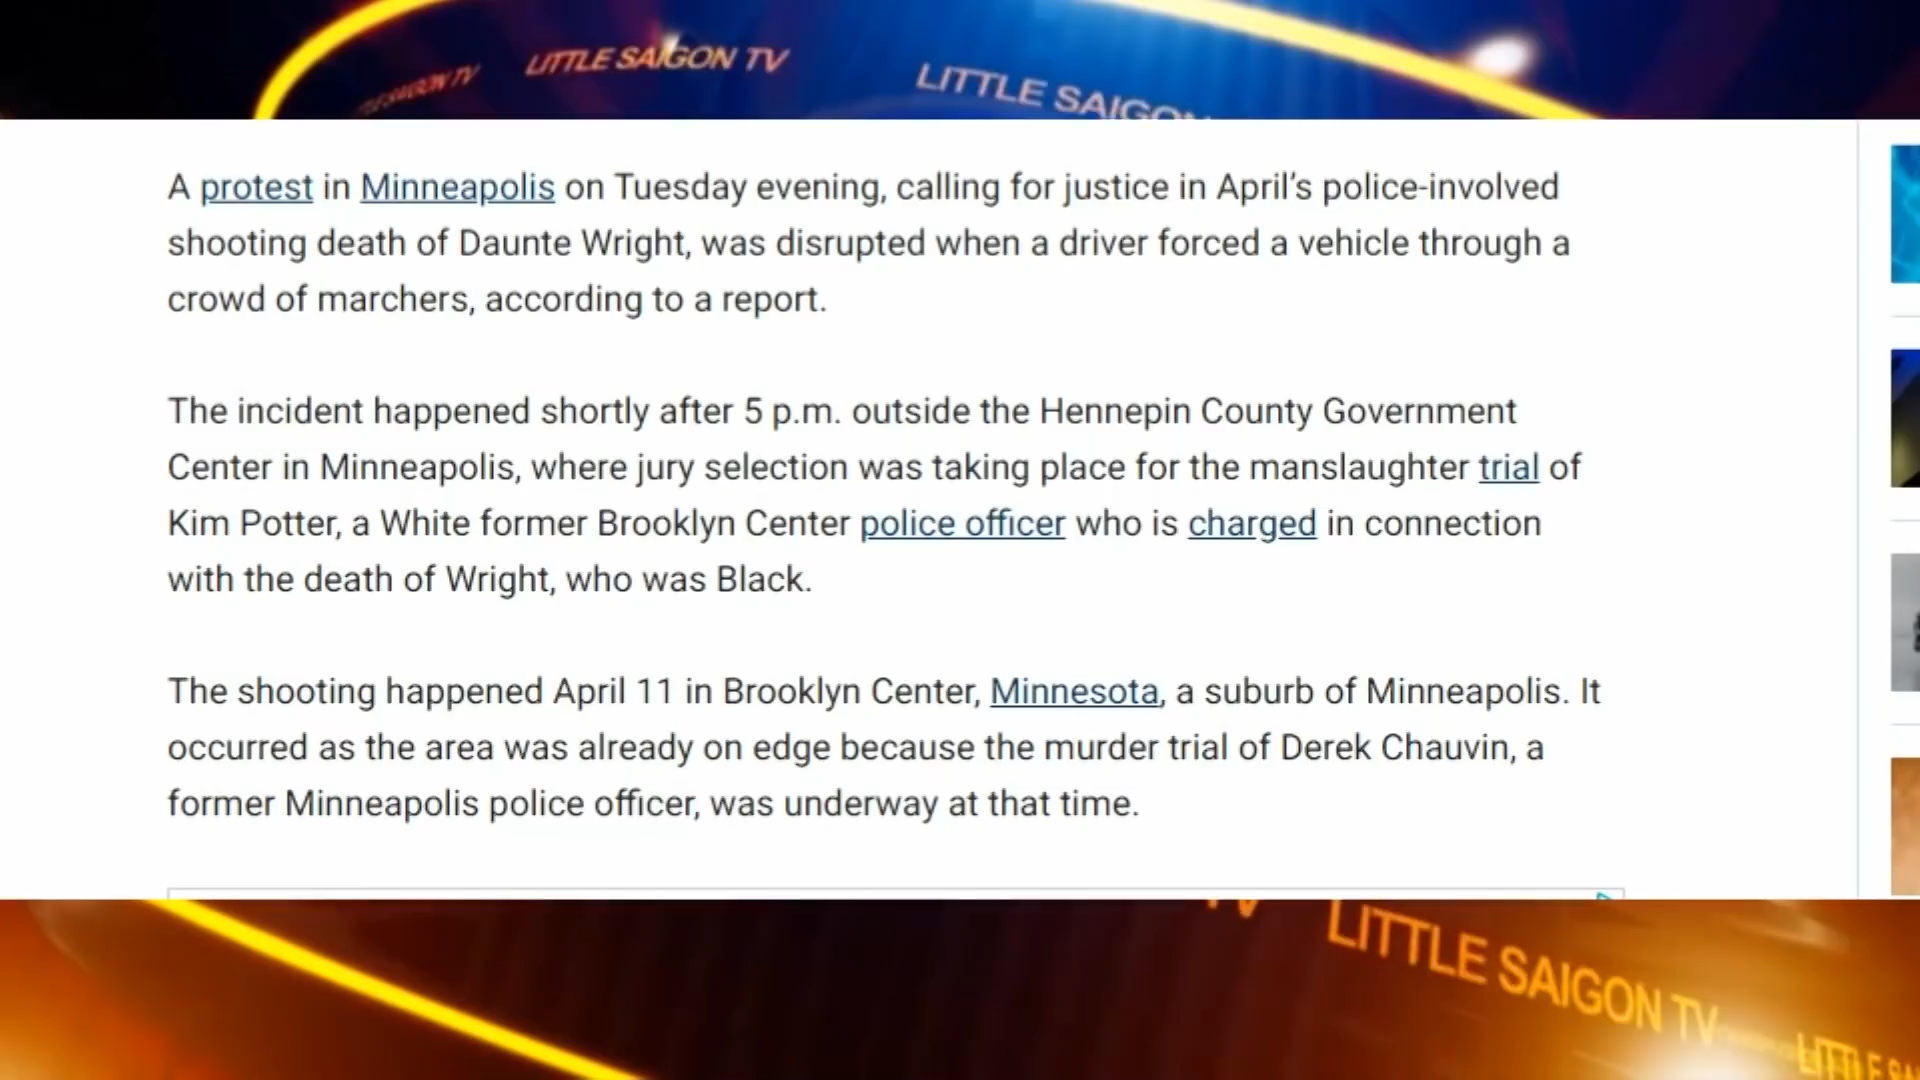 LITTLE SAIGON TV
LITTLE SAIGON TV
LITTLE SAIGON
A protest in Minneapolis on Tuesday evening, calling for justice in April’s police-involved
shooting death of Daunte Wright, was disrupted when a driver forced a vehicle through a
crowd of marchers, according to a report.
The incident happened shortly after 5 p.m. outside the Hennepin County Government
Center in Minneapolis, where jury selection was taking place for the manslaughter trial of
Kim Potter, a White former Brooklyn Center police officer who is charged in connection
with the death of Wright, who was Black.
The shooting happened April 11 in Brooklyn Center, Minnesota, a suburb of Minneapolis. It
occurred as the area was already on edge because the murder trial of Derek Chauvin, a
former Minneapolis police officer, was underway at that time.
TV
LITTLE SAIGON TV
LITTLE SA